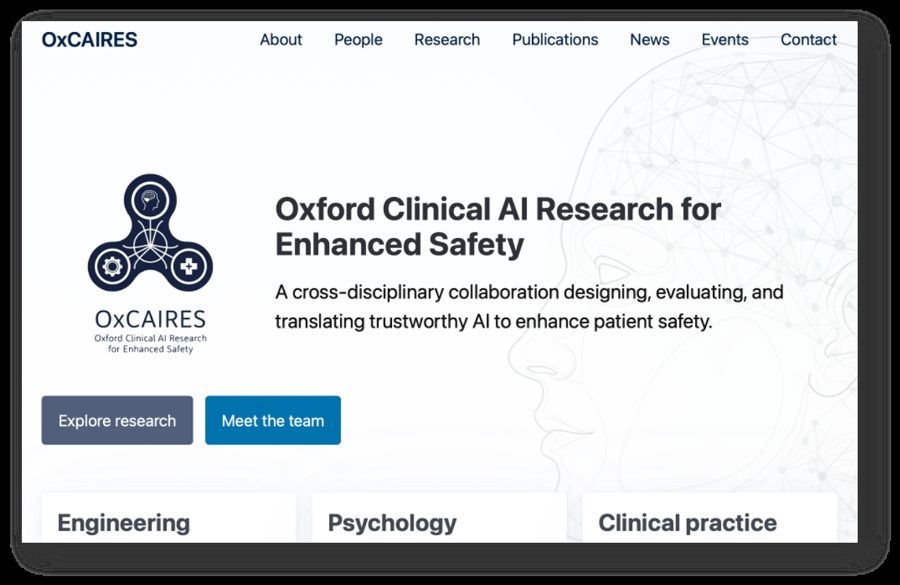 OxCAIRES
About People Research Publications News Events Contact
Oxford Clinical AI Research for
Enhanced Safety
A cross-disciplinary collaboration designing, evaluating, and
translating trustworthy AI to enhance patient safety.
OxCAIRES
Oxford Clinical AI Research
for Enhanced Safety
Explore research
Meet the team
Engineering
Psychology
Clinical practice